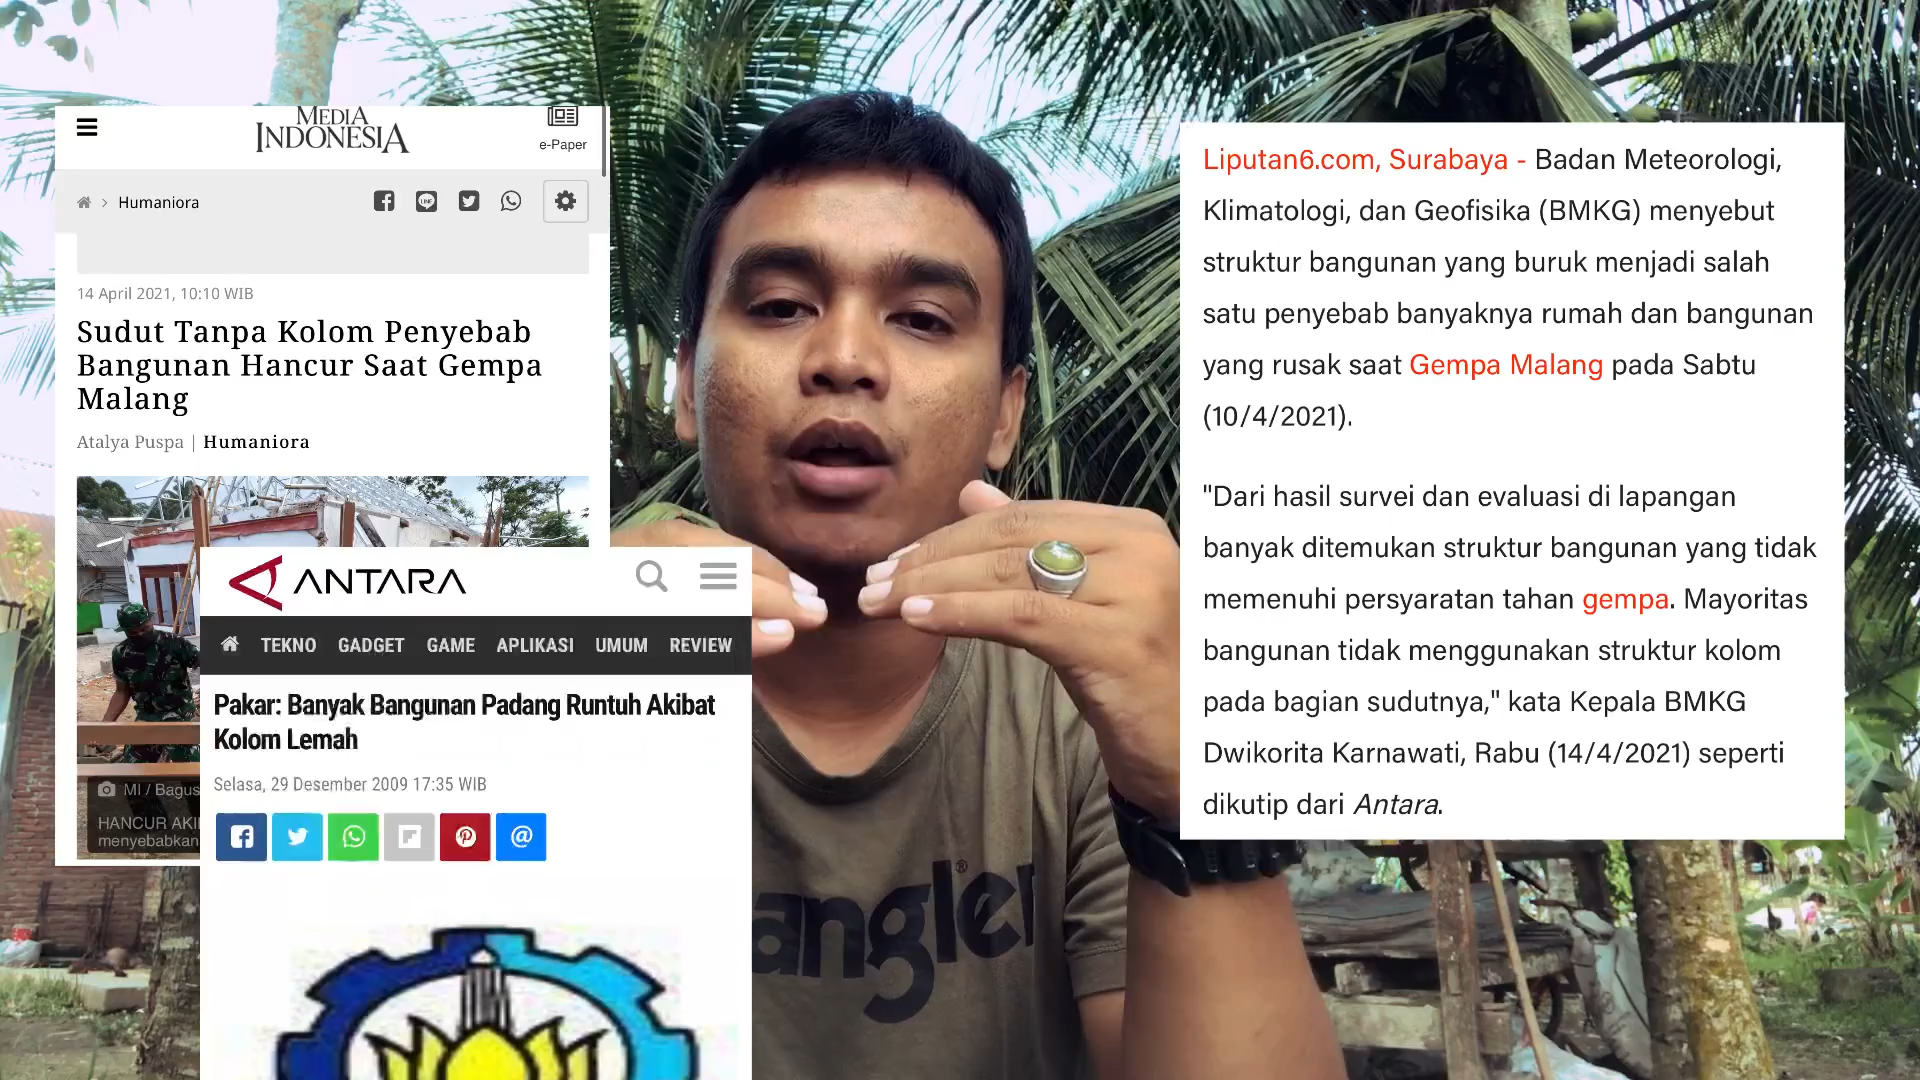 MEDIA
INDONESIA
e-Paper
Humaniora
14 April 2021, 10:10 WIB
Sudut Tanpa Kolom Penyebab
Bangunan Hancur Saat Gempa
Malang
Atalya Puspa | Humaniora
MI / Bagus
HANCUR AKI
menyebabkan
ANTARA
TEKNO GADGET GAME APLIKASI UMUM REVIEW
Pakar: Banyak Bangunan Padang Runtuh Akibat
Kolom Lemah
Selasa, 29 Desember 2009 17:35 WIB
angler®
Liputan6.com, Surabaya - Badan Meteorologi,
Klimatologi, dan Geofisika (BMKG) menyebut
struktur bangunan yang buruk menjadi salah
satu penyebab banyaknya rumah dan bangunan
yang rusak saat Gempa Malang pada Sabtu
(10/4/2021).
"Dari hasil survei dan evaluasi di lapangan
banyak ditemukan struktur bangunan yang tidak
memenuhi persyaratan tahan gempa. Mayoritas
bangunan tidak menggunakan struktur kolom
pada bagian sudutnya," kata Kepala BMKG
Dwikorita Karnawati, Rabu (14/4/2021) seperti
dikutip dari Antara.